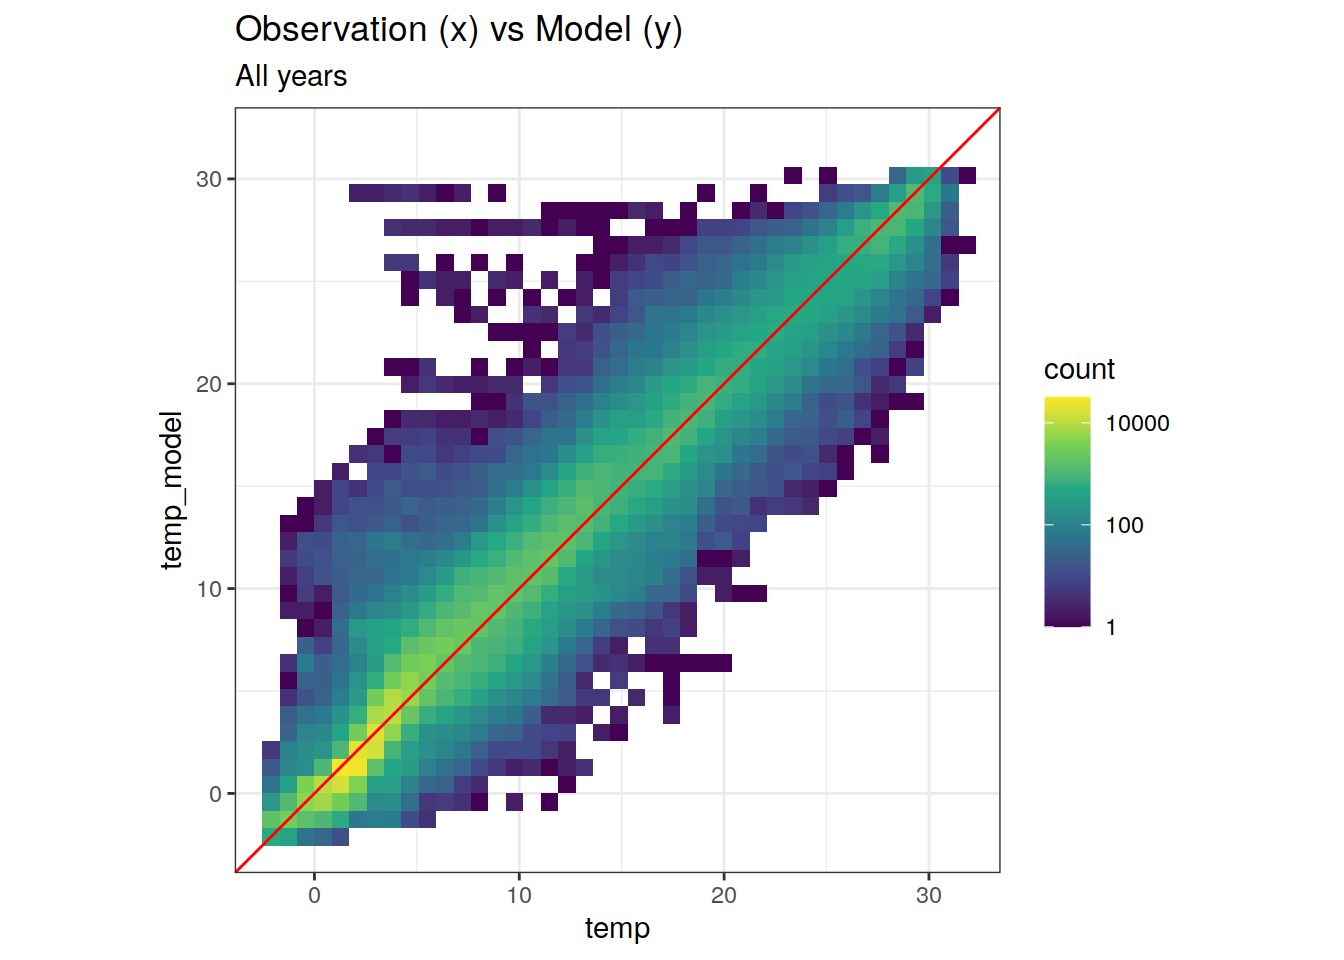 Observation (x) vs Model (y)
All years
30
20
10
0
temp_model
0 10 20 30
temp
count
10000
100
1